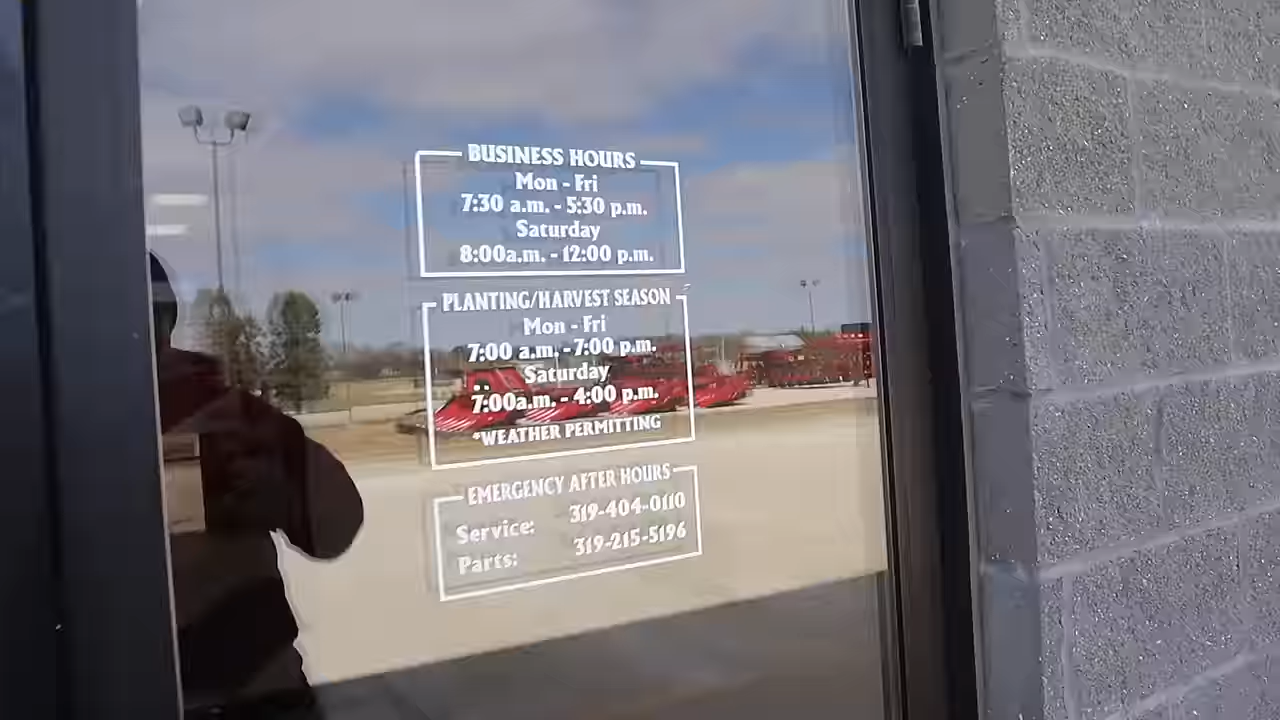 BUSINESS HOURS
Mon - Fri
7:30 a.m. - 5:30 p.m.
Saturday
8:00a.m. - 12:00 p.m.
PLANTING/HARVEST SEASON
Mon - Fri
7:00 a.m. - 7:00 p.m.
Saturday
7:00a.m. - 4:00 p.m.
*WEATHER PERMITTING
EMERGENCY AFTER HOURS
Service: 319-404-0110
Parts: 319-215-5196